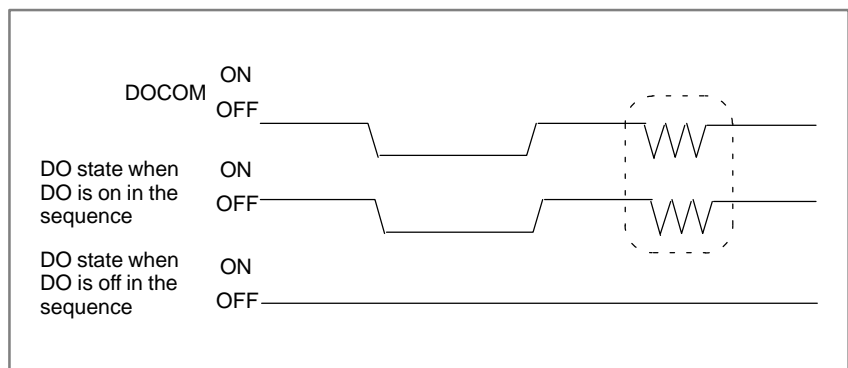 ON
DOCOM
OFF
DO state when
DO is on in the
sequence
ON
OFF
DO state when
DO is off in the
sequence
ON
OFF